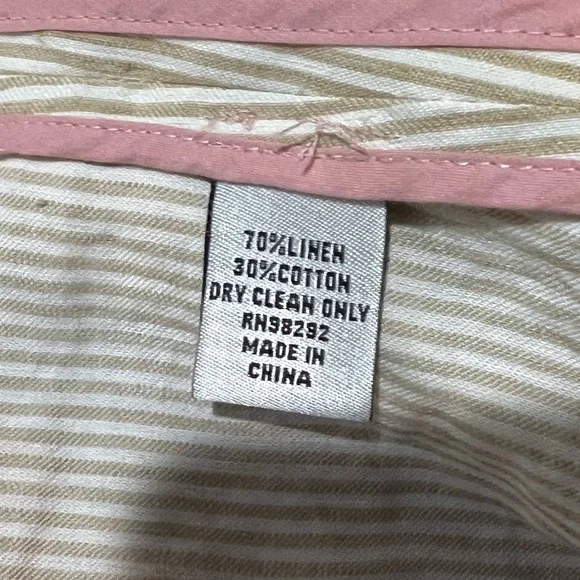 70%LINEN
30%COTTON
DRY CLEAN ONLY
RN98292
MADE IN
CHINA